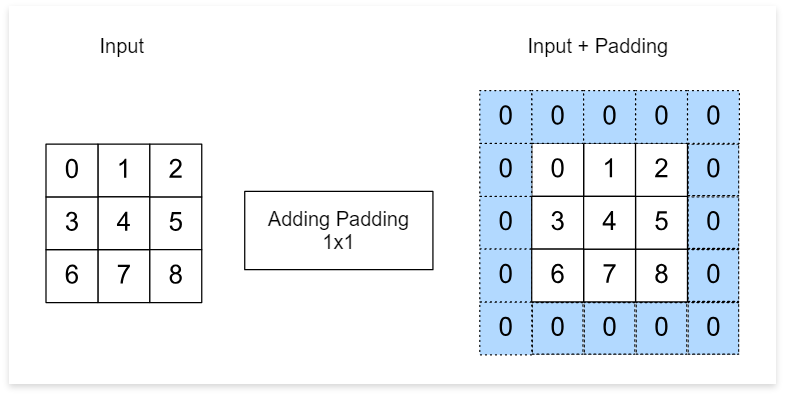 Input
Input + Padding
0 1 2
3 4 5
6 7 8
Adding Padding
1x1
0 0 0 0 0
0 0 1 2 0
0 3 4 5 0
0 6 7 8 0
0 0 0 0 0